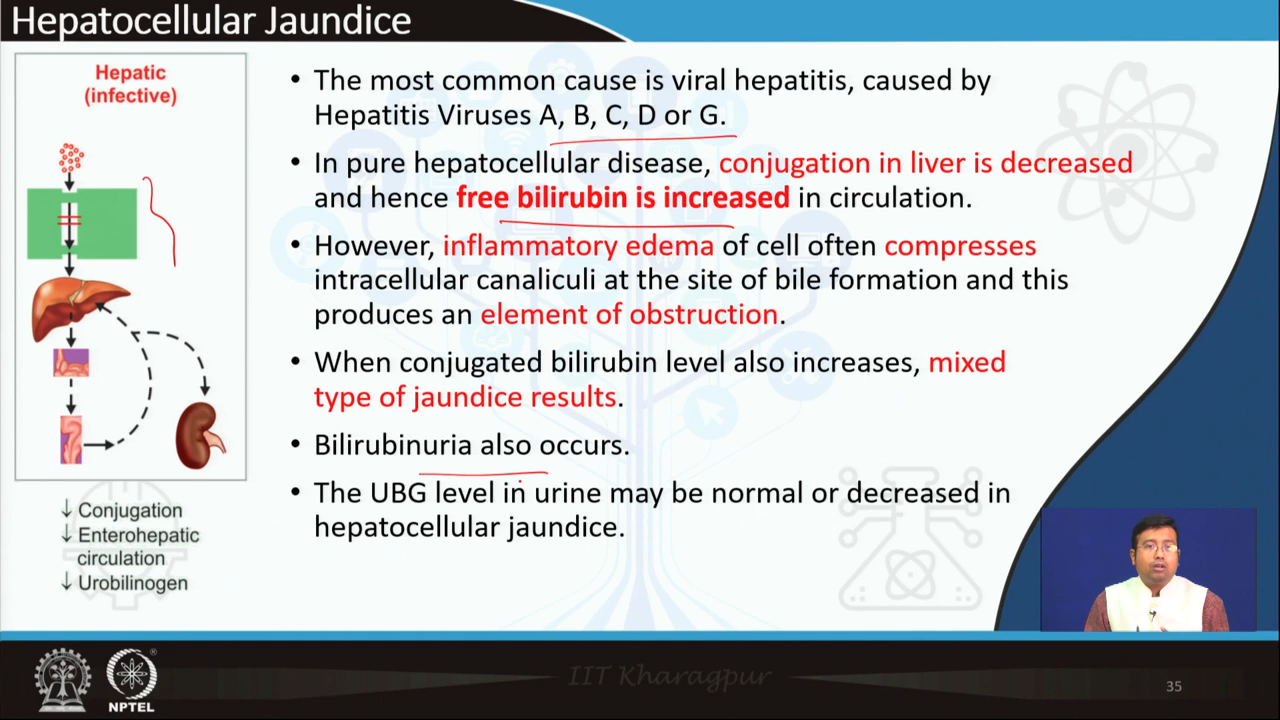 Hepatocellular Jaundice
Hepatic
(infective)
↓ Conjugation
↓ Enterohepatic
circulation
↓ Urobilinogen
• The most common cause is viral hepatitis, caused by
Hepatitis Viruses A, B, C, D or G.
• In pure hepatocellular disease, conjugation in liver is decreased
and hence free bilirubin is increased in circulation.
• However, inflammatory edema of cell often compresses
intracellular canaliculi at the site of bile formation and this
produces an element of obstruction.
• When conjugated bilirubin level also increases, mixed
type of jaundice results.
• Bilirubinuria also occurs.
• The UBG level in urine may be normal or decreased in
hepatocellular jaundice.
NPTEL
IIT Kharagpur
35